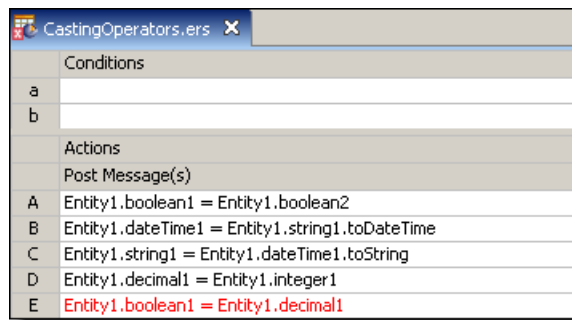 CastingOperators.ers
Conditions
a
b
Actions
Post Message(s)
A Entity1.boolean1 = Entity1.boolean2
B Entity1.dateTime1 = Entity1.string1.toDateTime
C Entity1.string1 = Entity1.dateTime1.toString
D Entity1.decimal1 = Entity1.integer1
E Entity1.boolean1 = Entity1.decimal1